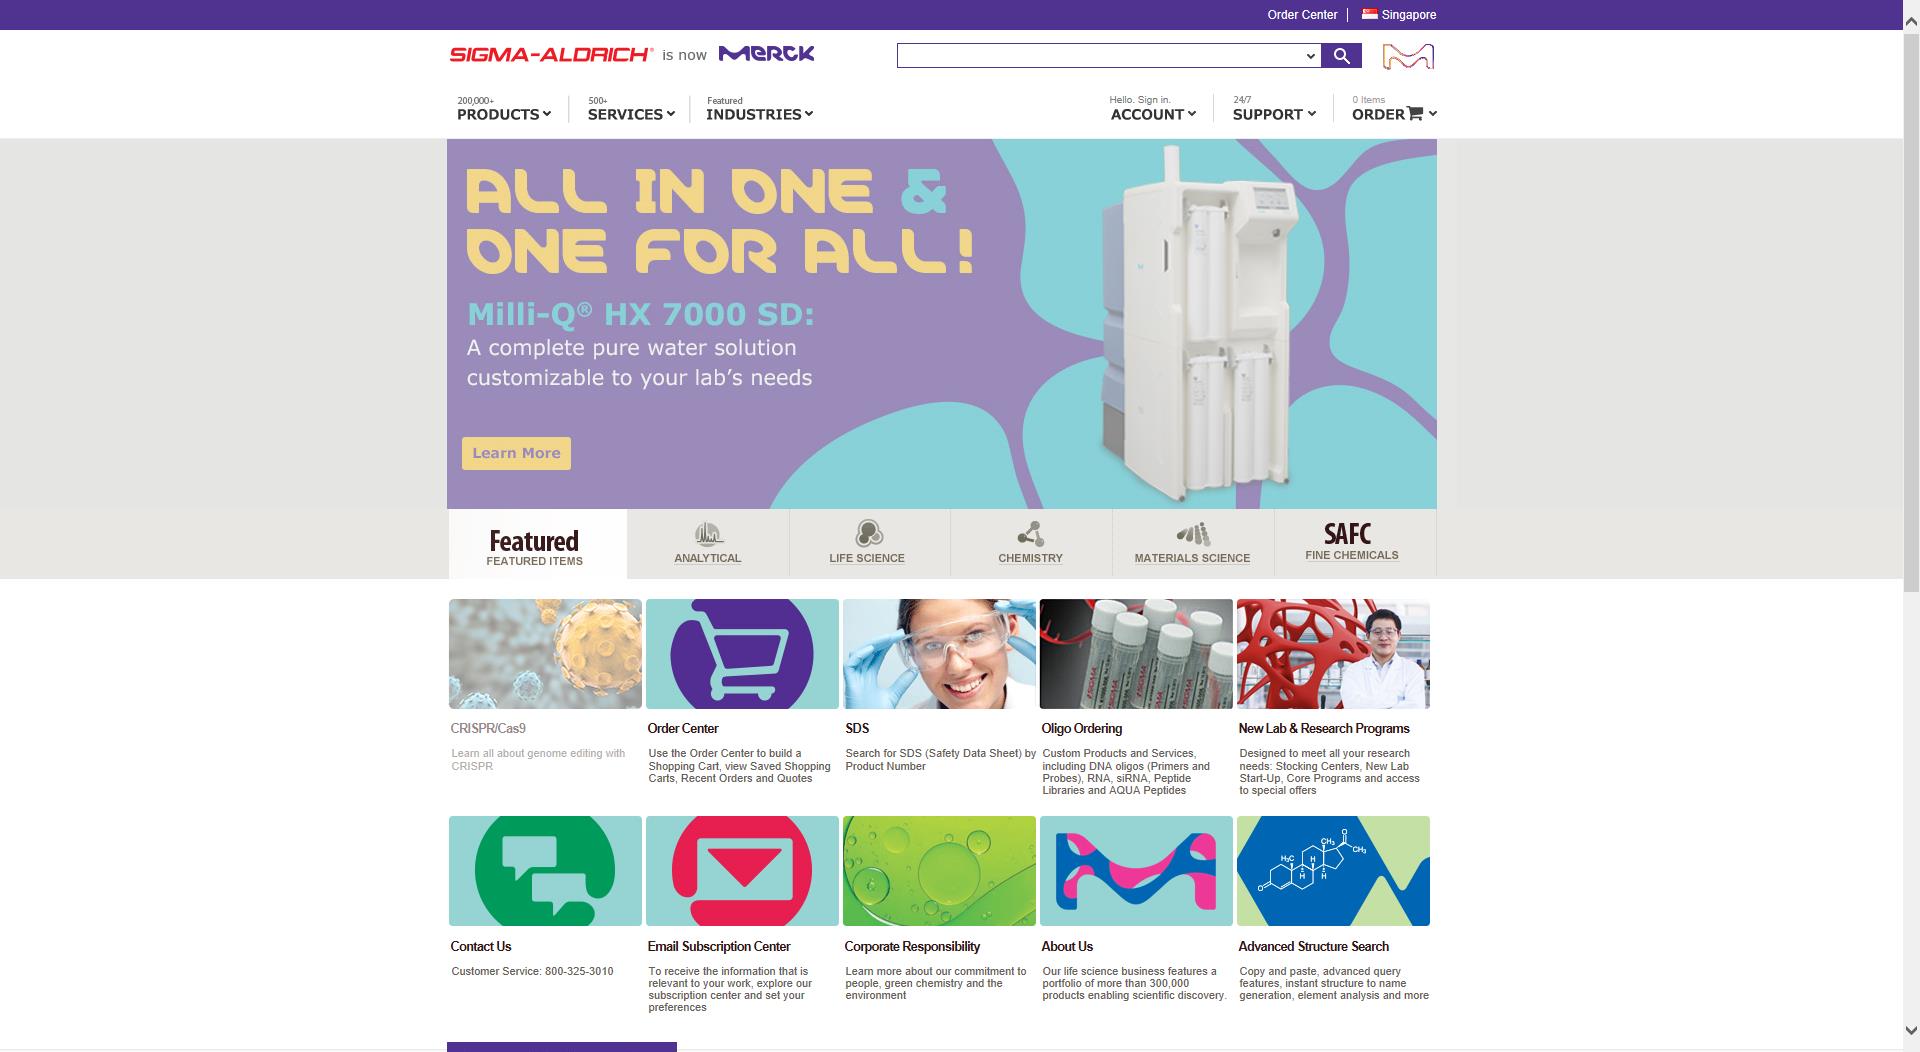 Order Center
Singapore
SIGMA-ALDRICH® is now MERCK
200,000+
PRODUCTS
500+
SERVICES
Featured
INDUSTRIES
Hello. Sign in.
ACCOUNT
24/7
SUPPORT
0 Items
ORDER
ALL IN ONE &
ONE FOR ALL!
Milli-Q® HX 7000 SD:
A complete pure water solution
customizable to your lab's needs
Learn More
Featured
FEATURED ITEMS
ANALYTICAL
LIFE SCIENCE
CHEMISTRY
MATERIALS SCIENCE
SAFC
FINE CHEMICALS
CRISPR/Cas9
Learn all about genome editing with
CRISPR
Order Center
Use the Order Center to build a
Shopping Cart, view Saved Shopping
Carts, Recent Orders and Quotes
SDS
Search for SDS (Safety Data Sheet) by
Product Number
SIGMA
SIGMA
SIGMA
Oligo Ordering
Custom Products and Services,
including DNA oligos (Primers and
Probes), RNA, siRNA, Peptide
Libraries and AQUA Peptides
New Lab & Research Programs
Designed to meet all your research
needs: Stocking Centers, New Lab
Start-Up, Core Programs and access
to special offers
Contact Us
Customer Service: 800-325-3010
Email Subscription Center
To receive the information that is
relevant to your work, explore our
subscription center and set your
preferences
Corporate Responsibility
Learn more about our commitment to
people, green chemistry and the
environment
About Us
Our life science business features a
portfolio of more than 300,000
products enabling scientific discovery.
O
CH₃
CH₃
H₃C
H
H
H
O
Advanced Structure Search
Copy and paste, advanced query
features, instant structure to name
generation, element analysis and more